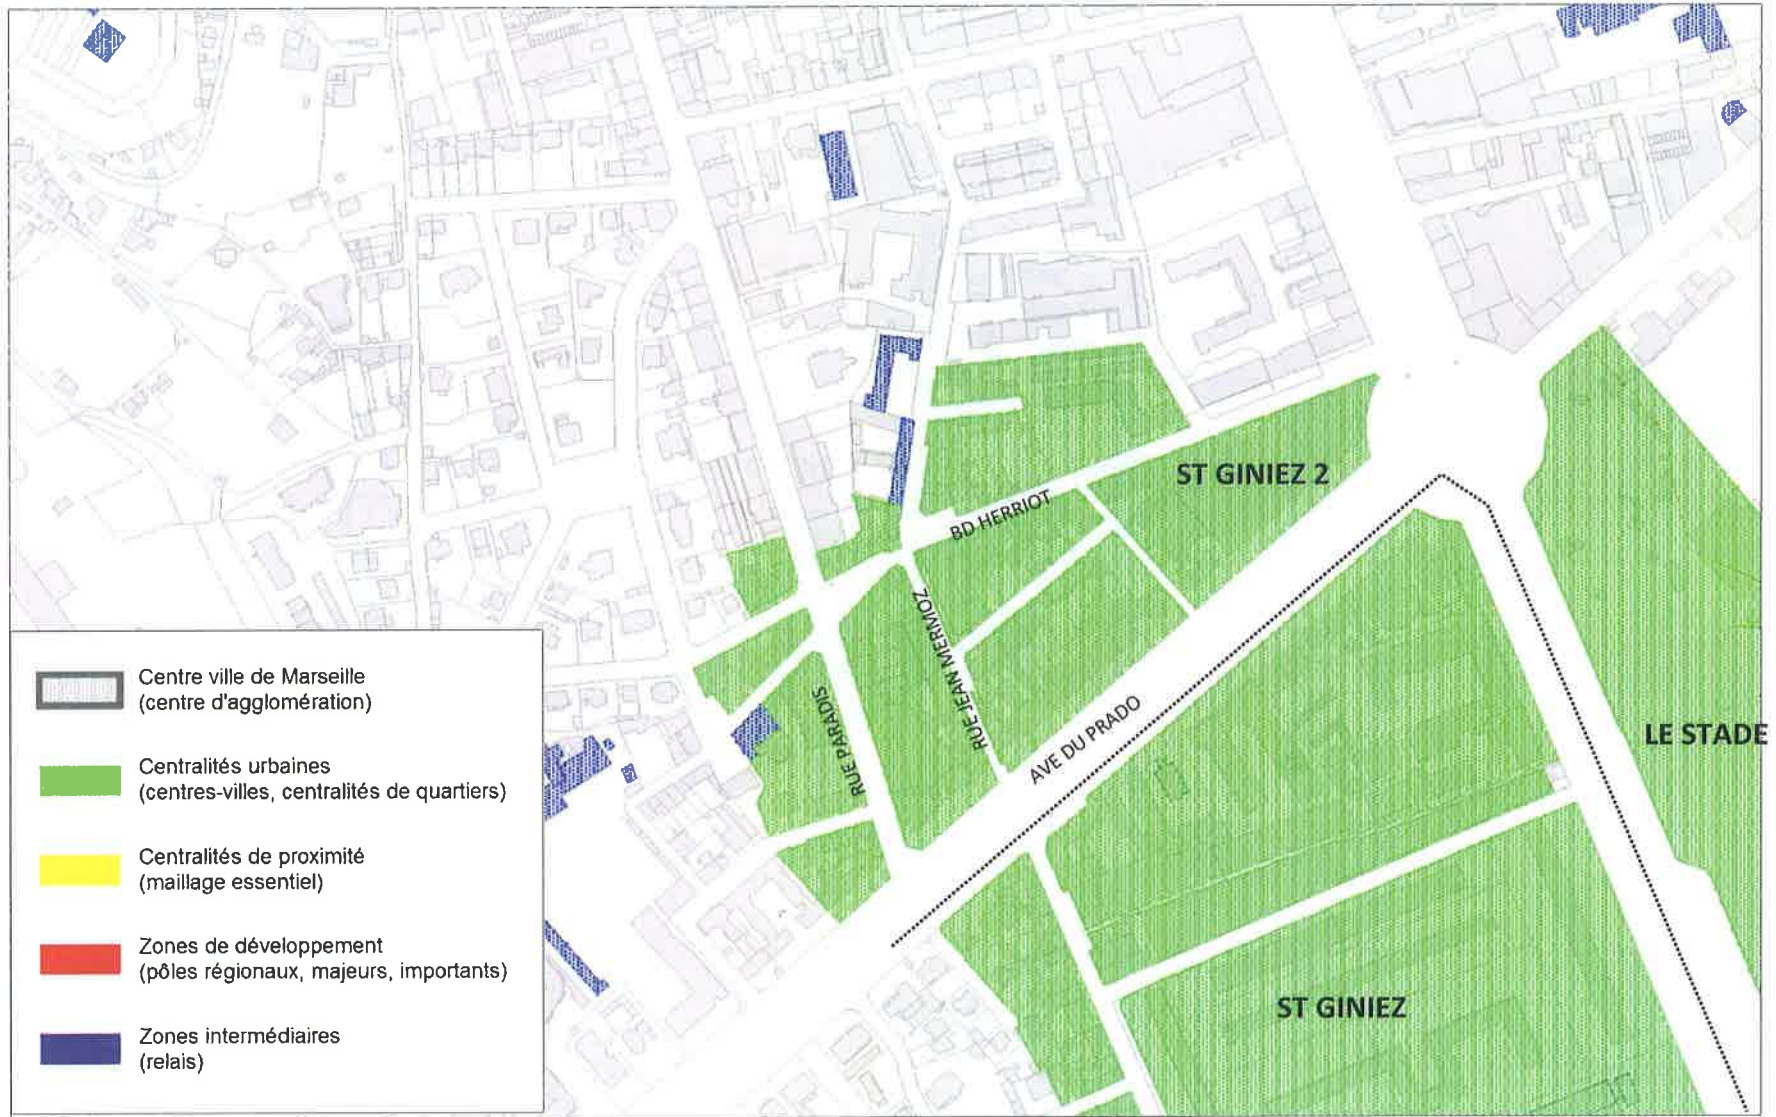 ST GINIEZ 2
BD HERRIOT
RUE JEAN MERMOZ
RUE PARADIS
AVE DU PRADO
LE STADE
ST GINIEZ
Centre ville de Marseille
(centre d'agglomération)
Centralités urbaines
(centres-villes, centralités de quartiers)
Centralités de proximité
(maillage essentiel)
Zones de développement
(pôles régionaux, majeurs, importants)
Zones intermédiaires
(relais)